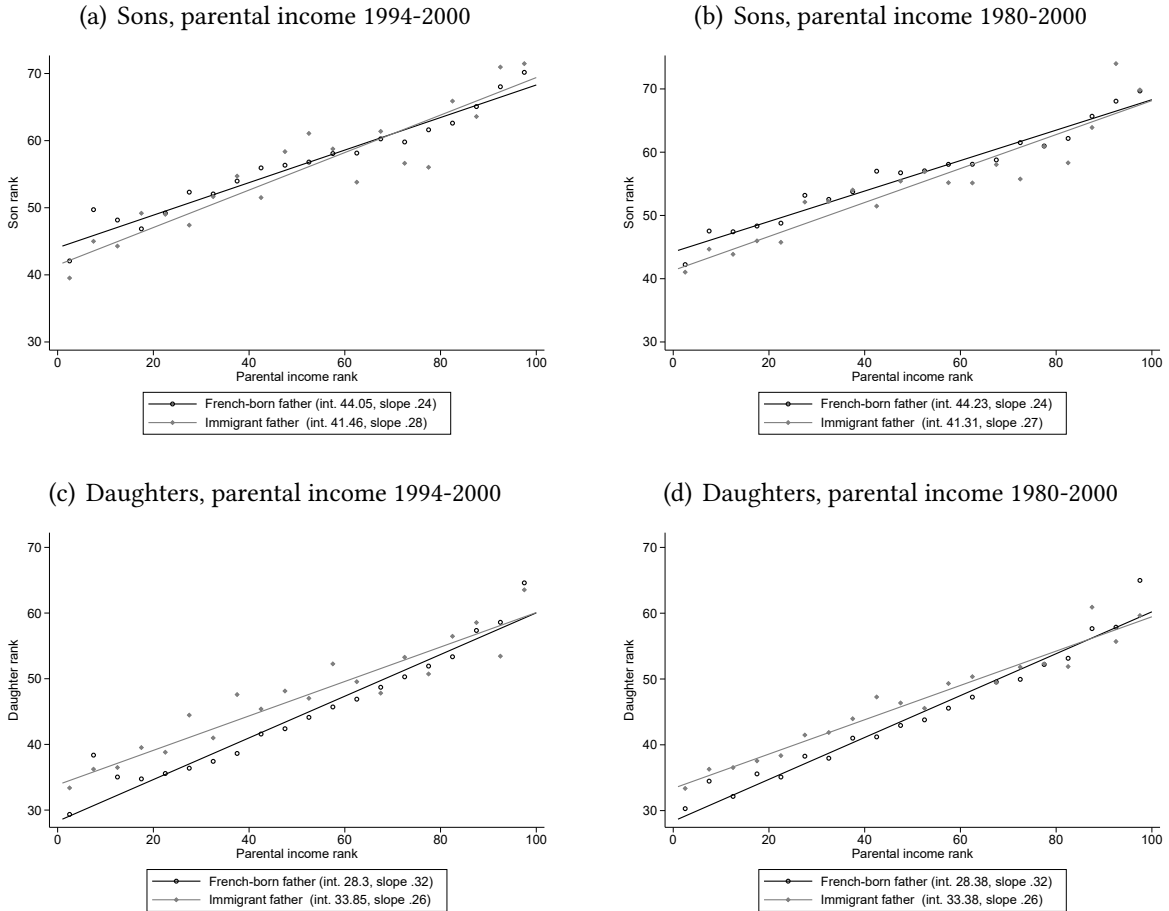 (a) Sons, parental income 1994-2000
70
60
50
40
30
Son rank
0
20
40
60
80
100
Parental income rank
French-born father (int. 44.05, slope .24)
Immigrant father (int. 41.46, slope .28)
(b) Sons, parental income 1980-2000
70
60
50
40
30
Son rank
0
20
40
60
80
100
Parental income rank
French-born father (int. 44.23, slope .24)
Immigrant father (int. 41.31, slope .27)
(c) Daughters, parental income 1994-2000
70
60
50
40
30
Daughter rank
0
20
40
60
80
100
Parental income rank
French-born father (int. 28.3, slope .32)
Immigrant father (int. 33.85, slope .26)
(d) Daughters, parental income 1980-2000
70
60
50
40
30
Daughter rank
0
20
40
60
80
100
Parental income rank
French-born father (int. 28.38, slope .32)
Immigrant father (int. 33.38, slope .26)